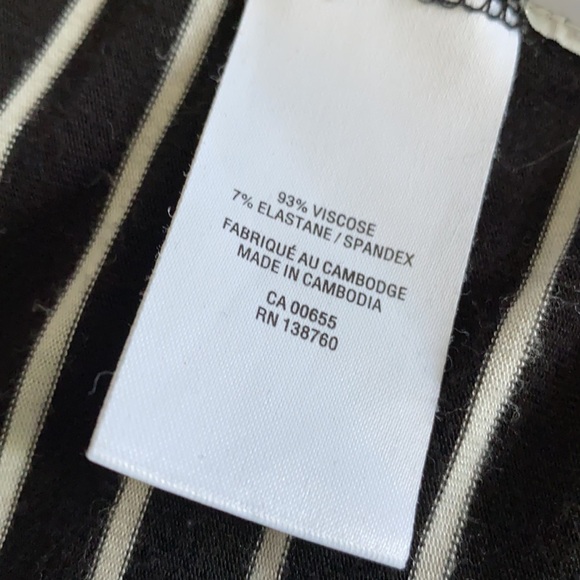 93% VISCOSE
7% ELASTANE / SPANDEX
FABRIQUÉ AU CAMBODGE
MADE IN CAMBODIA
CA 00655
RN 138760